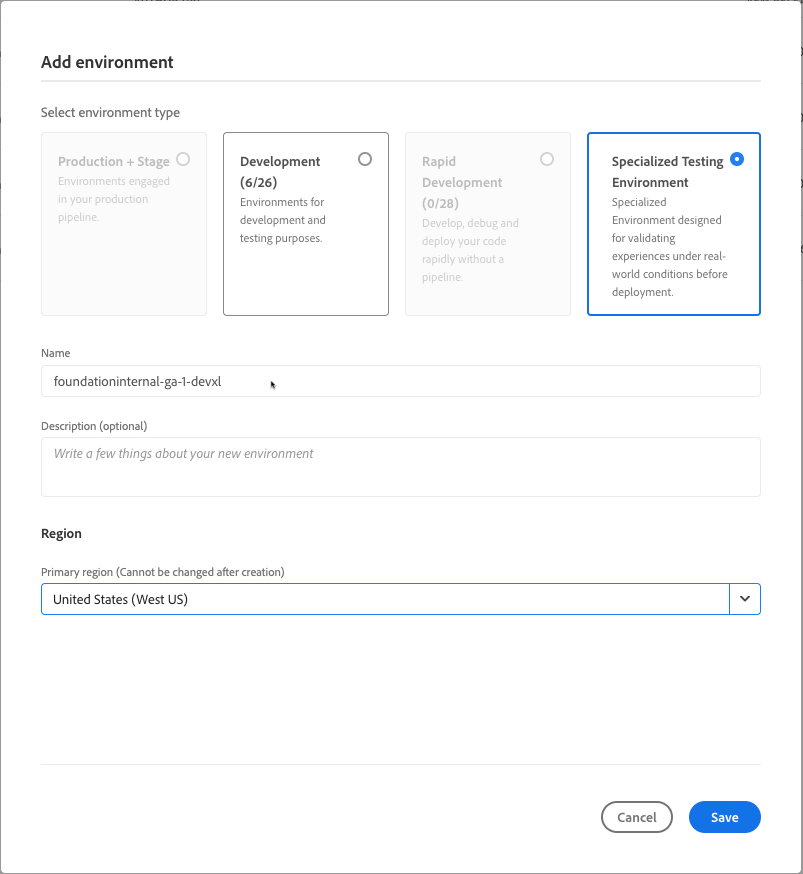 Add environment
Select environment type
Production + Stage
Environments engaged
in your production
pipeline.
Development
(6/26)
Environments for
development and
testing purposes.
Rapid
Development
(0/28)
Develop, debug and
deploy your code
rapidly without a
pipeline.
Specialized Testing
Environment
Specialized
Environment designed
for validating
experiences under real-
world conditions before
deployment.
Name
foundationinternal-ga-1-devxl
Description (optional)
Write a few things about your new environment
Region
Primary region (Cannot be changed after creation)
United States (West US)
Cancel
Save